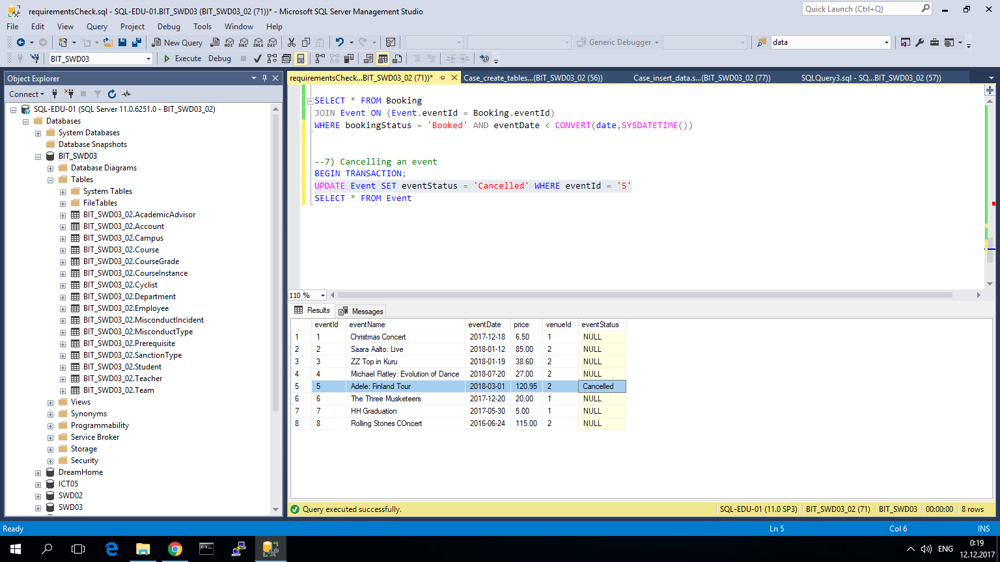 requirementsCheck.sql - SQL-EDU-01.BIT_SWD03 (BIT_SWD03_02 (71))* - Microsoft SQL Server Management Studio
Quick Launch (Ctrl+Q)
File Edit View Query Project Debug Tools Window Help
New Query
MDX DMX XMLA DAX
Generic Debugger
data
BIT_SWD03
Execute Debug
Object Explorer
Connect
SQL-EDU-01 (SQL Server 11.0.6251.0 - BIT_SWD03_02)
Databases
System Databases
Database Snapshots
BIT_SWD03
Database Diagrams
Tables
System Tables
FileTables
BIT_SWD03_02.AcademicAdvisor
BIT_SWD03_02.Account
BIT_SWD03_02.Campus
BIT_SWD03_02.Course
BIT_SWD03_02.CourseGrade
BIT_SWD03_02.CourseInstance
BIT_SWD03_02.Cyclist
BIT_SWD03_02.Department
BIT_SWD03_02.Employee
BIT_SWD03_02.MisconductIncident
BIT_SWD03_02.MisconductType
BIT_SWD03_02.Prerequisite
BIT_SWD03_02.SanctionType
BIT_SWD03_02.Student
BIT_SWD03_02.Teacher
BIT_SWD03_02.Team
Views
Synonyms
Programmability
Service Broker
Storage
Security
DreamHome
ICT05
SWD02
SWD03
requirementsCheck...BIT_SWD03_02 (71))* Case_create_tables...(BIT_SWD03_02 (56)) Case_insert_data.s...(BIT_SWD03_02 (77)) SQLQuery3.sql - SQ...BIT_SWD03_02 (57))
SELECT * FROM Booking
JOIN Event ON (Event.eventId = Booking.eventId)
WHERE bookingStatus = 'Booked' AND eventDate < CONVERT(date,SYSDATETIME())
--7) Cancelling an event
BEGIN TRANSACTION;
UPDATE Event SET eventStatus = 'Cancelled' WHERE eventId = '5'
SELECT * FROM Event
110 %
Results Messages
eventId eventName eventDate price venueId eventStatus
1 1 Christmas Concert 2017-12-18 6.50 1 NULL
2 2 Saara Aalto: Live 2018-01-12 85.00 2 NULL
3 3 ZZ Top in Kuru 2018-01-19 38.60 2 NULL
4 4 Michael Flatley: Evolution of Dance 2018-07-20 27.00 2 NULL
5 5 Adele: Finland Tour 2018-03-01 120.95 2 Cancelled
6 6 The Three Musketeers 2017-12-20 20.00 1 NULL
7 7 HH Graduation 2017-05-30 5.00 1 NULL
8 8 Rolling Stones COncert 2016-06-24 115.00 2 NULL
Query executed successfully.
SQL-EDU-01 (11.0 SP3) BIT_SWD03_02 (71) BIT_SWD03 00:00:00 8 rows
Ready Ln 5 Col 6 INS
ENG
0:19
12.12.2017